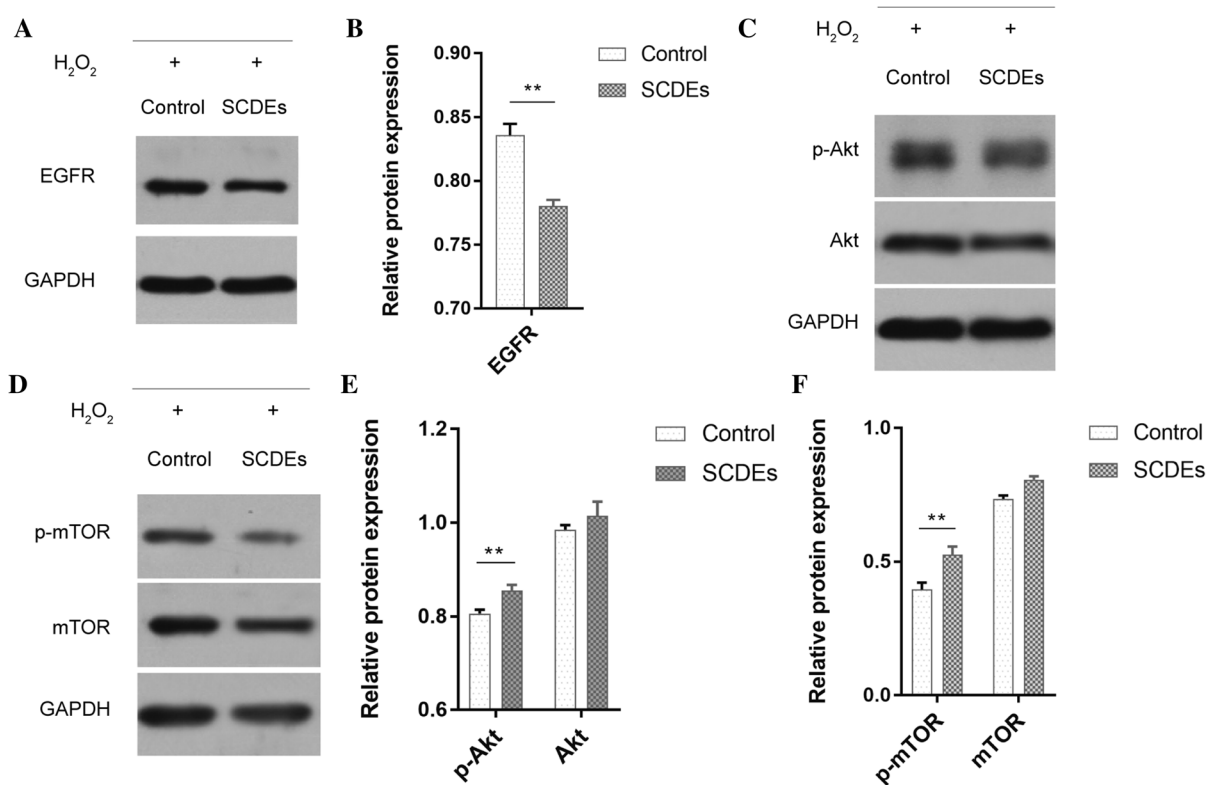 A
H₂O₂ + +
Control SCDEs
EGFR
GAPDH
B
Relative protein expression
0.90
0.85
0.80
0.75
0.70
**
EGFR
Control
SCDEs
C
H₂O₂ + +
Control SCDEs
p-Akt
Akt
GAPDH
D
H₂O₂ + +
Control SCDEs
p-mTOR
mTOR
GAPDH
E
Relative protein expression
1.2
1.0
0.8
0.6
**
p-Akt
Akt
Control
SCDEs
F
Relative protein expression
1.0
0.5
0.0
**
p-mTOR
mTOR
Control
SCDEs